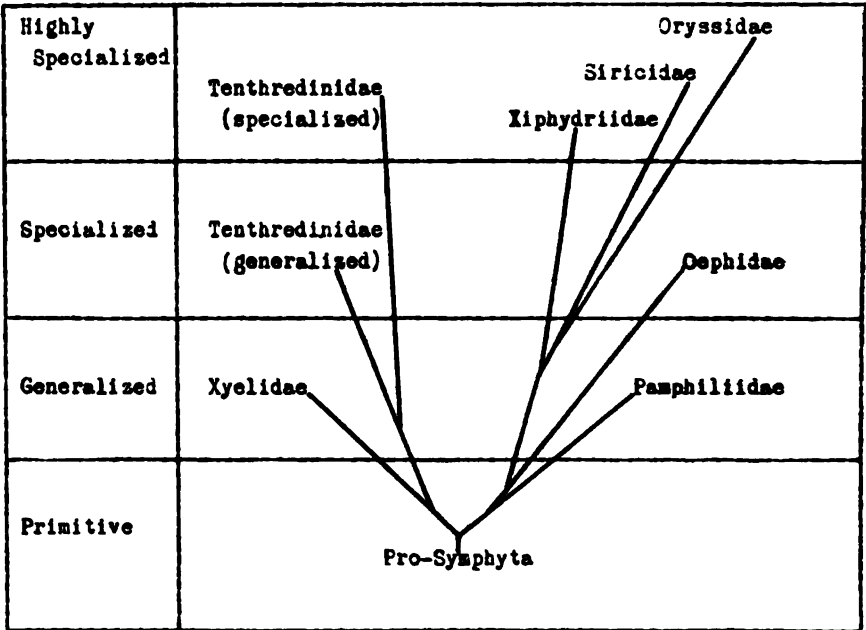 Highly
Specialized
Oryssidae
Siricidae
Tenthredinidae
(specialized)
Xiphydriidae
Specialized
Tenthredinidae
(generalized)
Cephidae
Generalized
Xyelidae
Pamphiliidae
Primitive
Pro-Symphyta